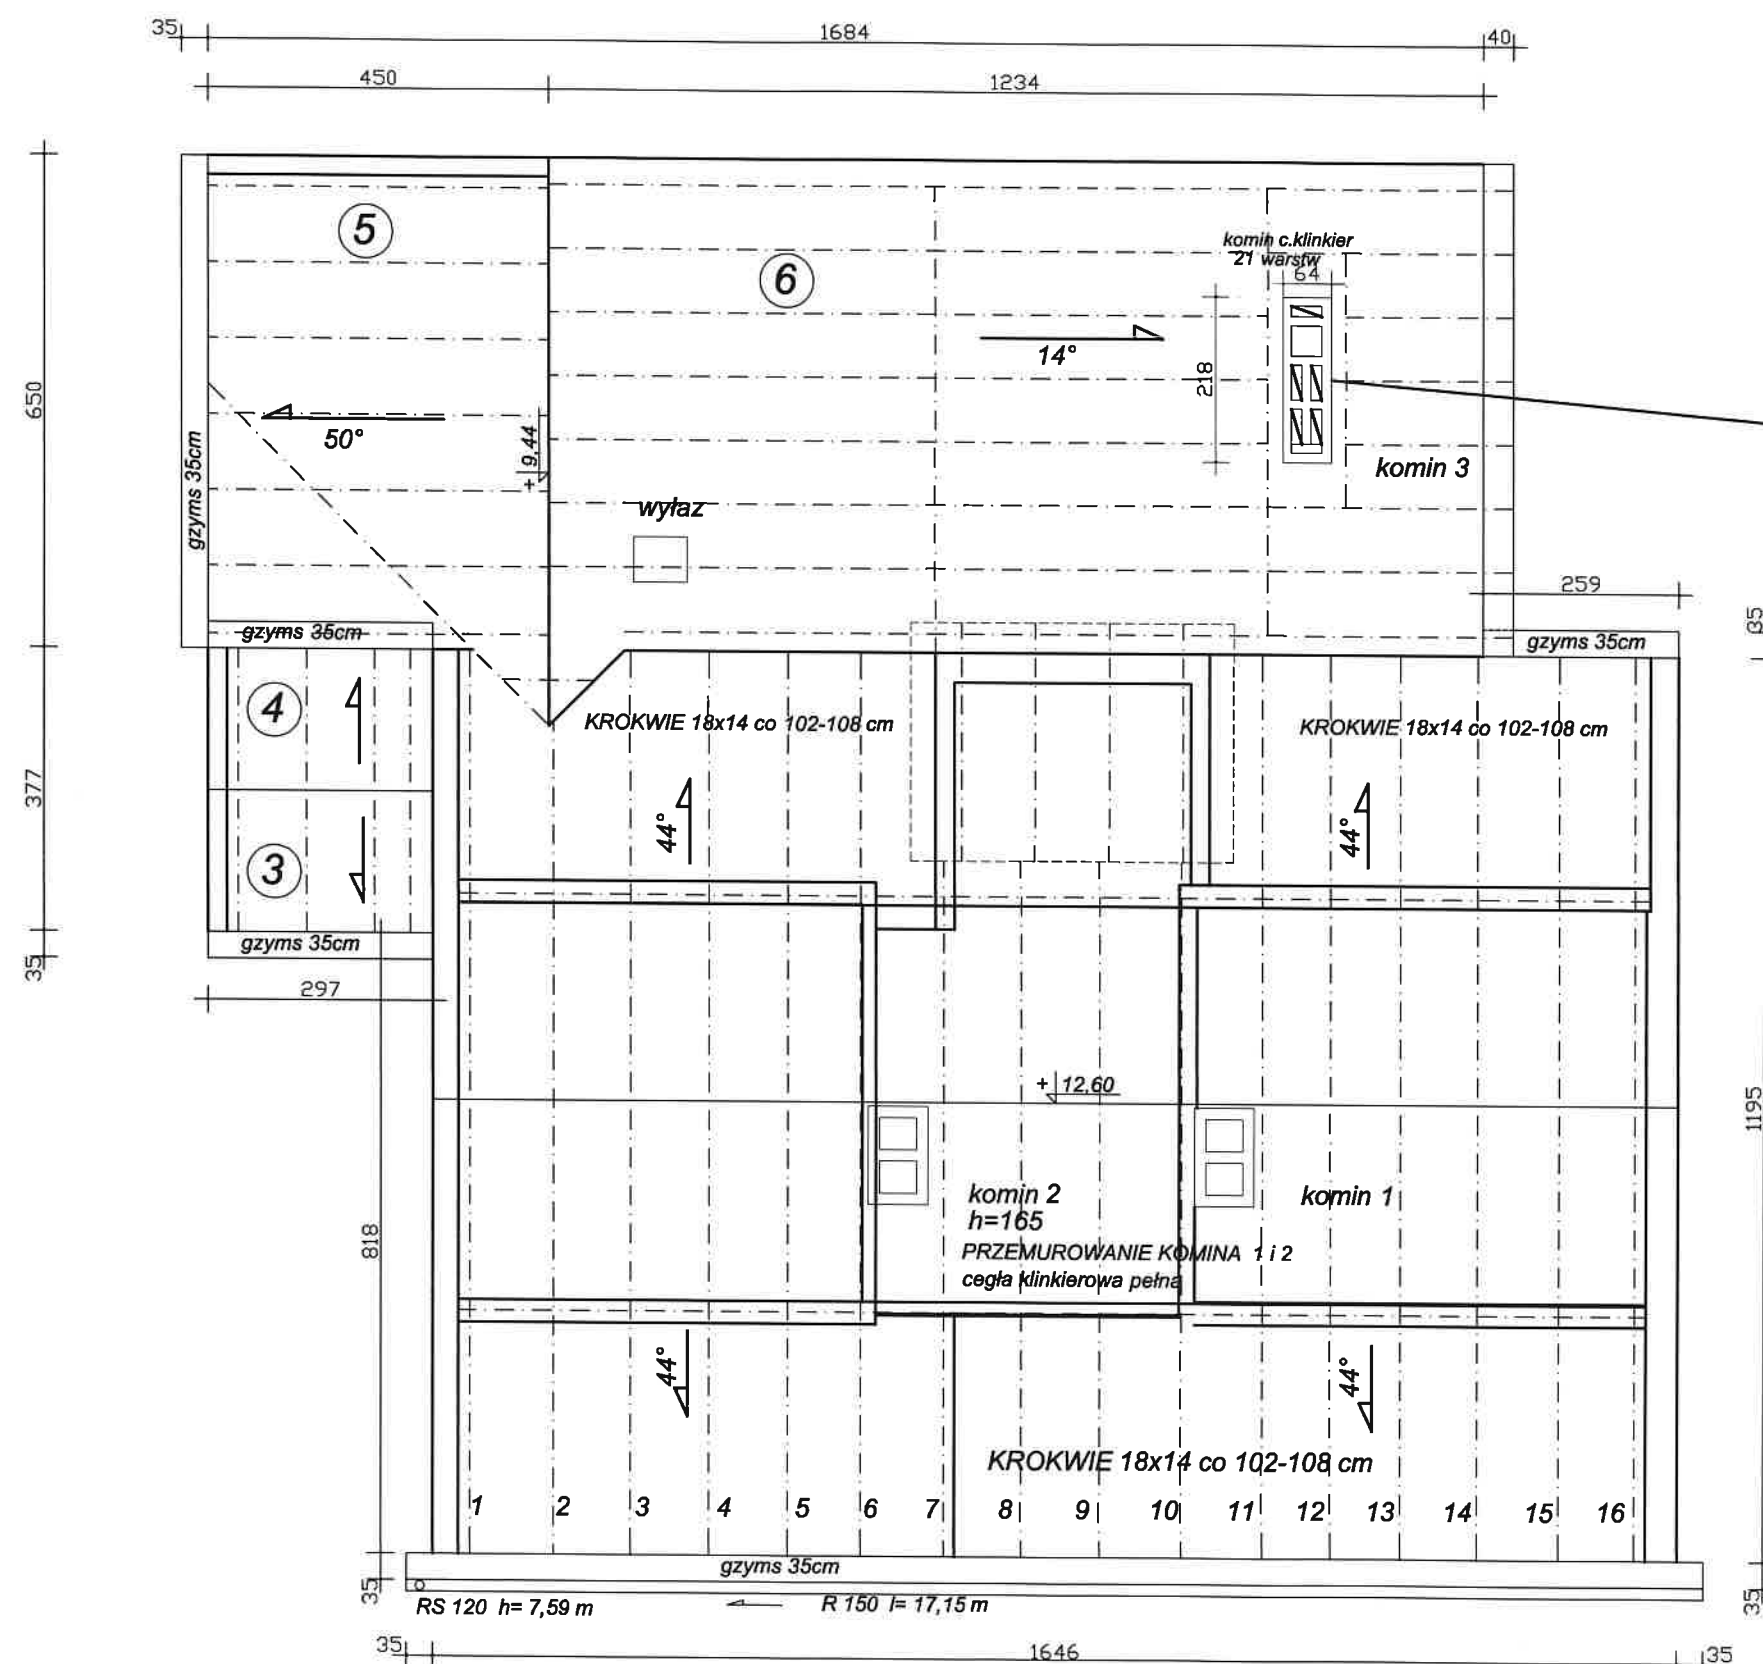 35
1684
40
450
1234
5
6
komin c.klinkier
21 warstw
64
14°
218
650
50°
+ 9,44
komin 3
gzyms 35cm
wyłaz
259
35
gzyms 35cm
gzyms 35cm
4
KROKWIE 18x14 co 102-108 cm
KROKWIE 18x14 co 102-108 cm
377
44°
44°
3
gzyms 35cm
35
297
+ 12,60
1195
komin 2
h=165
komin 1
818
PRZEMUROWANIE KOMINA 1 i 2
cegła klinkierowa pełna
44°
44°
KROKWIE 18x14 co 102-108 cm
1 2 3 4 5 6 7 8 9 10 11 12 13 14 15 16
gzyms 35cm
35
35
RS 120 h= 7,59 m
R 150 l= 17,15 m
35
1646
35